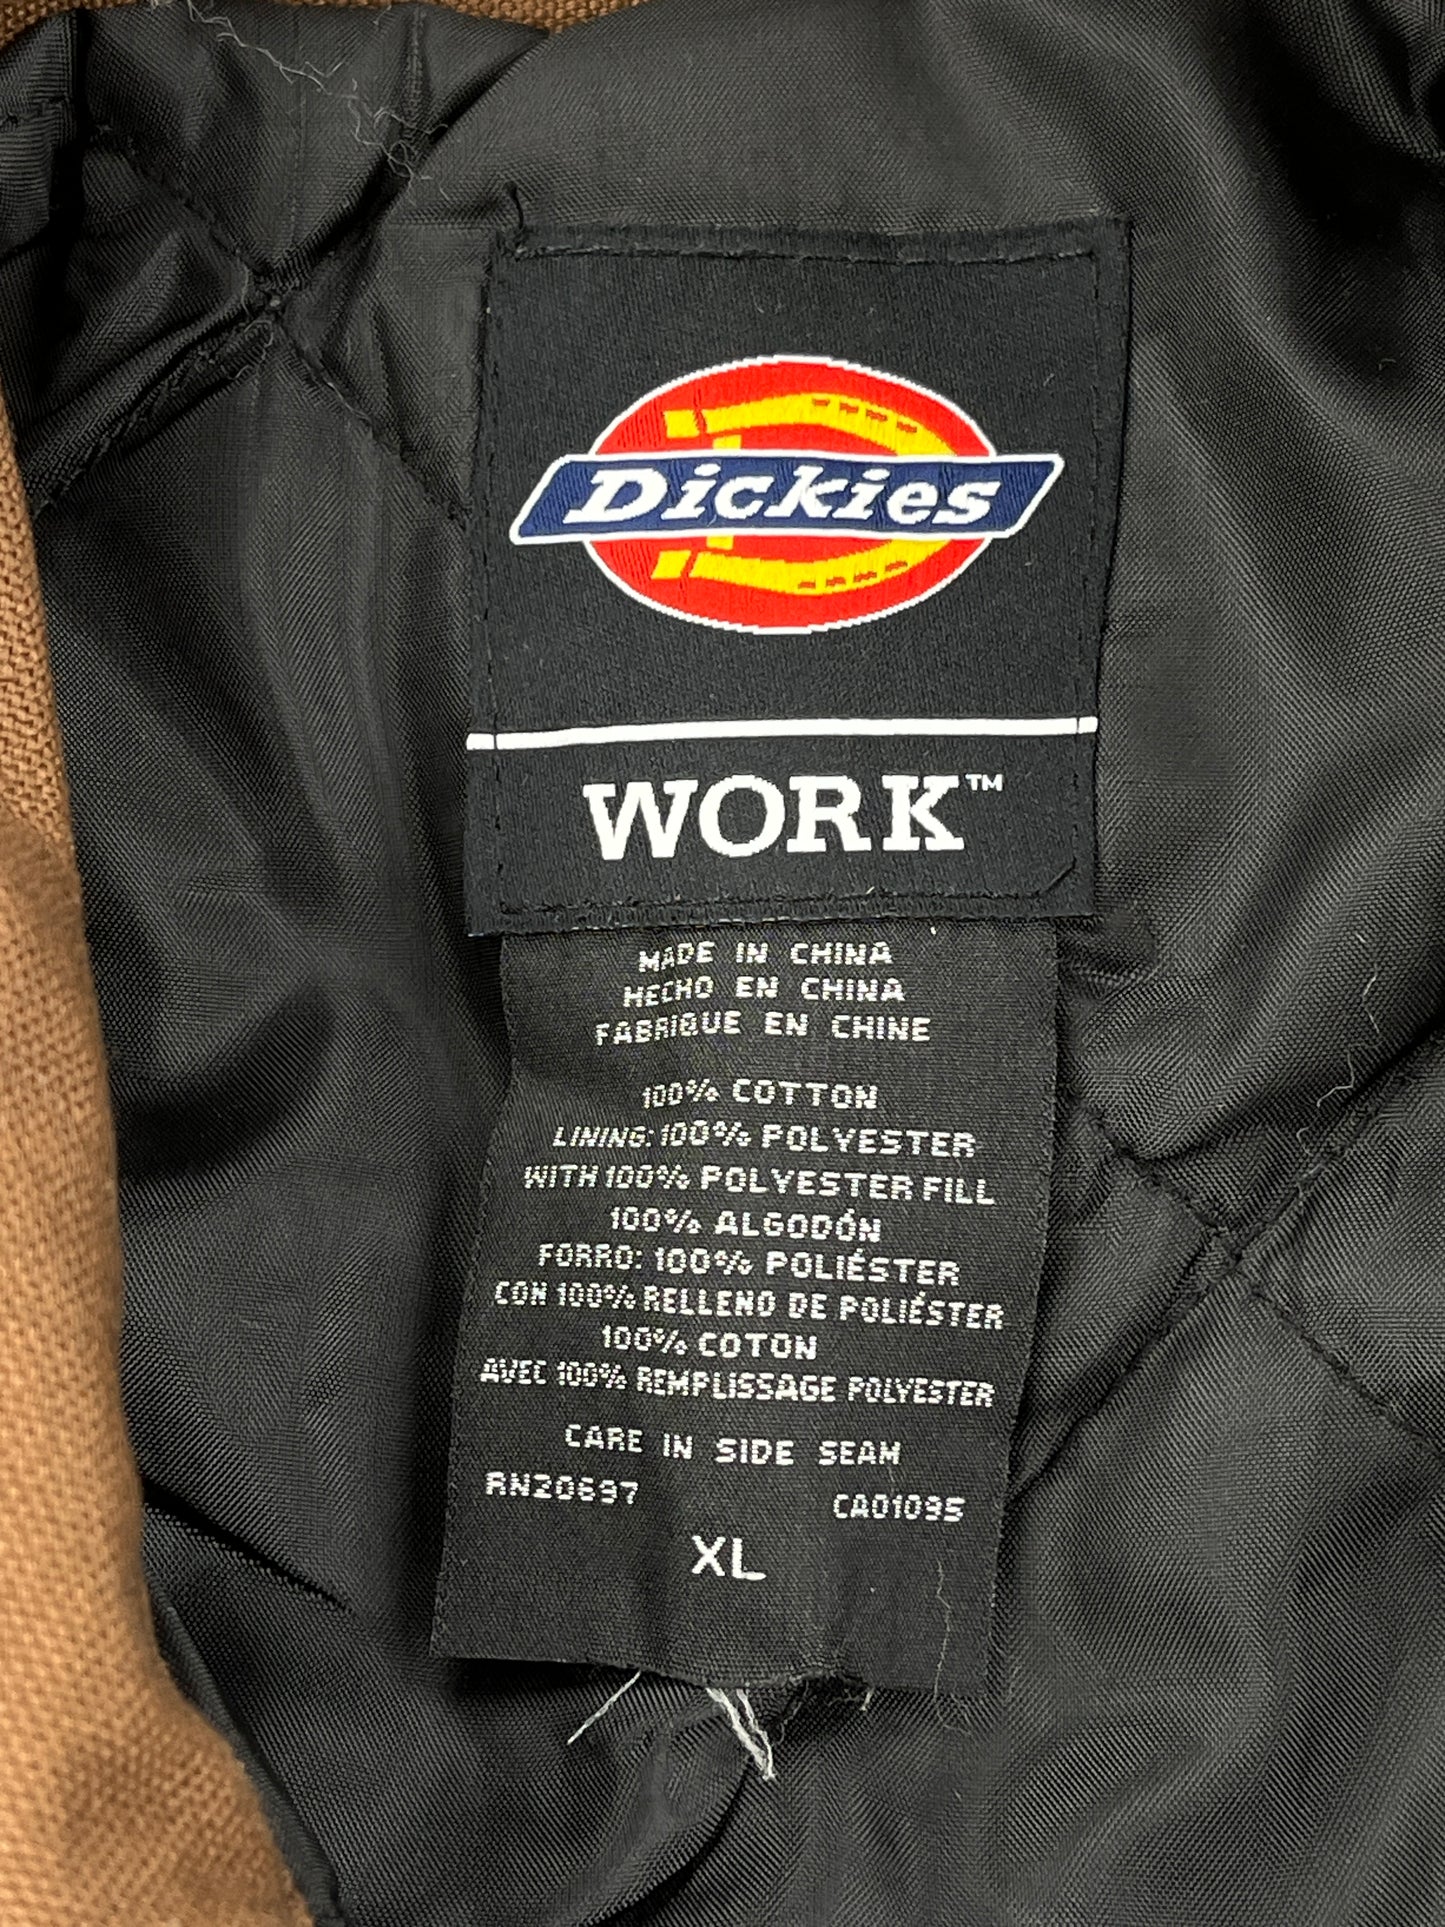 Dickies
WORK™
MADE IN CHINA
HECHO EN CHINA
FABRIQUE EN CHINE
100% COTTON
LINING: 100% POLYESTER
WITH 100% POLYESTER FILL
100% ALGODÓN
FORRO: 100% POLIÉSTER
CON 100% RELLENO DE POLIÉSTER
100% COTON
AVEC 100% REMPLISSAGE POLYESTER
CARE IN SIDE SEAM
RN20697 CA01095
XL